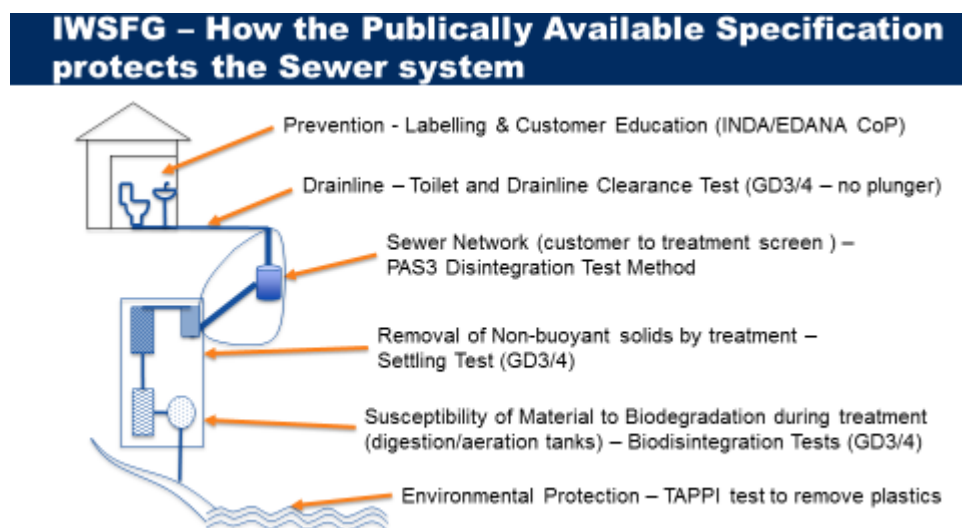 IWSFG – How the Publically Available Specification
protects the Sewer system
Prevention - Labelling & Customer Education (INDA/EDANA CoP)
Drainline – Toilet and Drainline Clearance Test (GD3/4 – no plunger)
Sewer Network (customer to treatment screen ) –
PAS3 Disintegration Test Method
Removal of Non-buoyant solids by treatment –
Settling Test (GD3/4)
Susceptibility of Material to Biodegradation during treatment
(digestion/aeration tanks) – Biodisintegration Tests (GD3/4)
Environmental Protection – TAPPI test to remove plastics